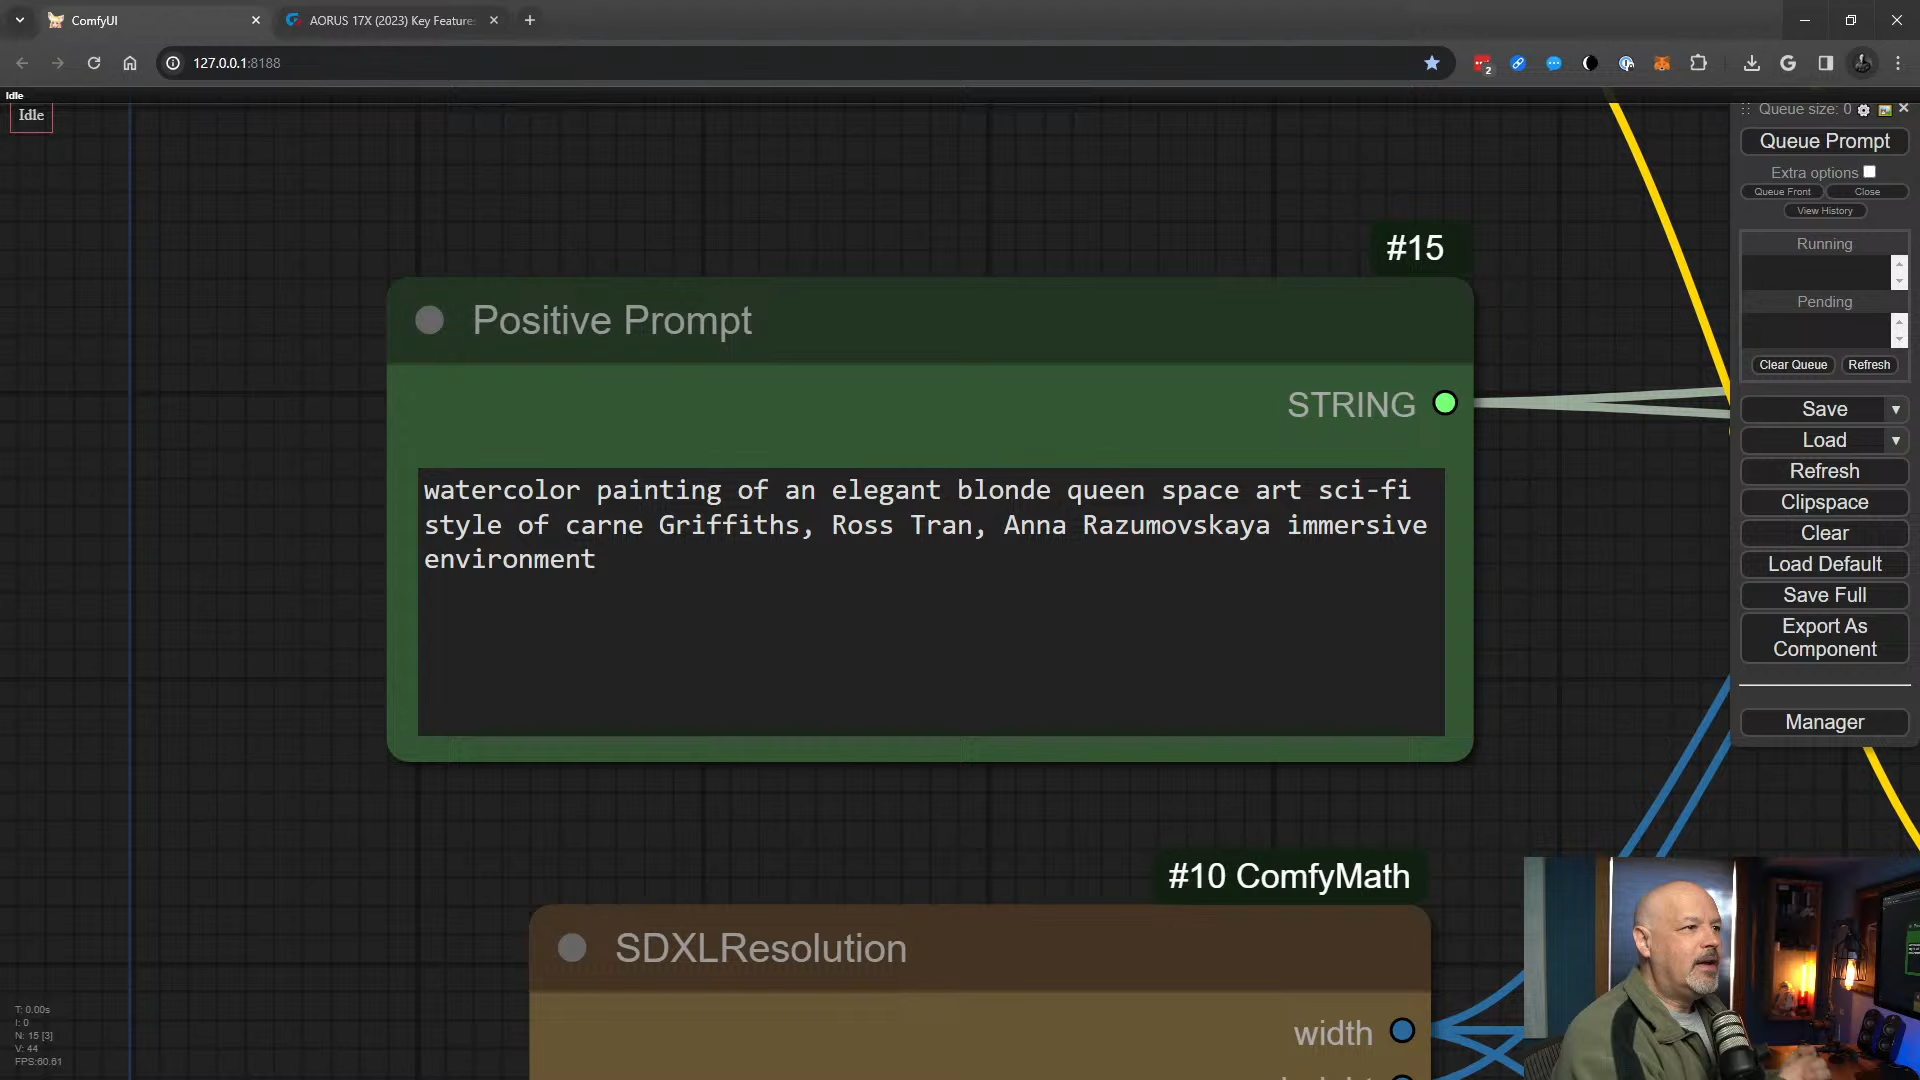 ComfyUI
AORUS 17X (2023) Key Feature
127.0.0.1:8188
2
Idle
Idle
Queue size: 0
Queue Prompt
Extra options
Queue Front
Close
View History
Running
Pending
Clear Queue
Refresh
Save
Load
Refresh
Clipspace
Clear
Load Default
Save Full
Export As
Component
Manager
#15
Positive Prompt
STRING
watercolor painting of an elegant blonde queen space art sci-fi
style of carne Griffiths, Ross Tran, Anna Razumovskaya immersive
environment
#10 ComfyMath
SDXLResolution
width
T: 0.00s
I: 0
N: 15 [3]
V: 44
FPS:60.61